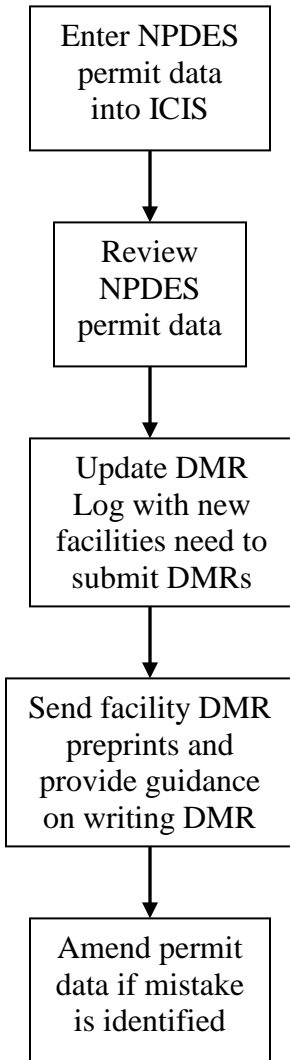 Enter NPDES
permit data
into ICIS
Review
NPDES
permit data
Update DMR
Log with new
facilities need to
submit DMRs
Send facility DMR
preprints and
provide guidance
on writing DMR
Amend permit
data if mistake
is identified